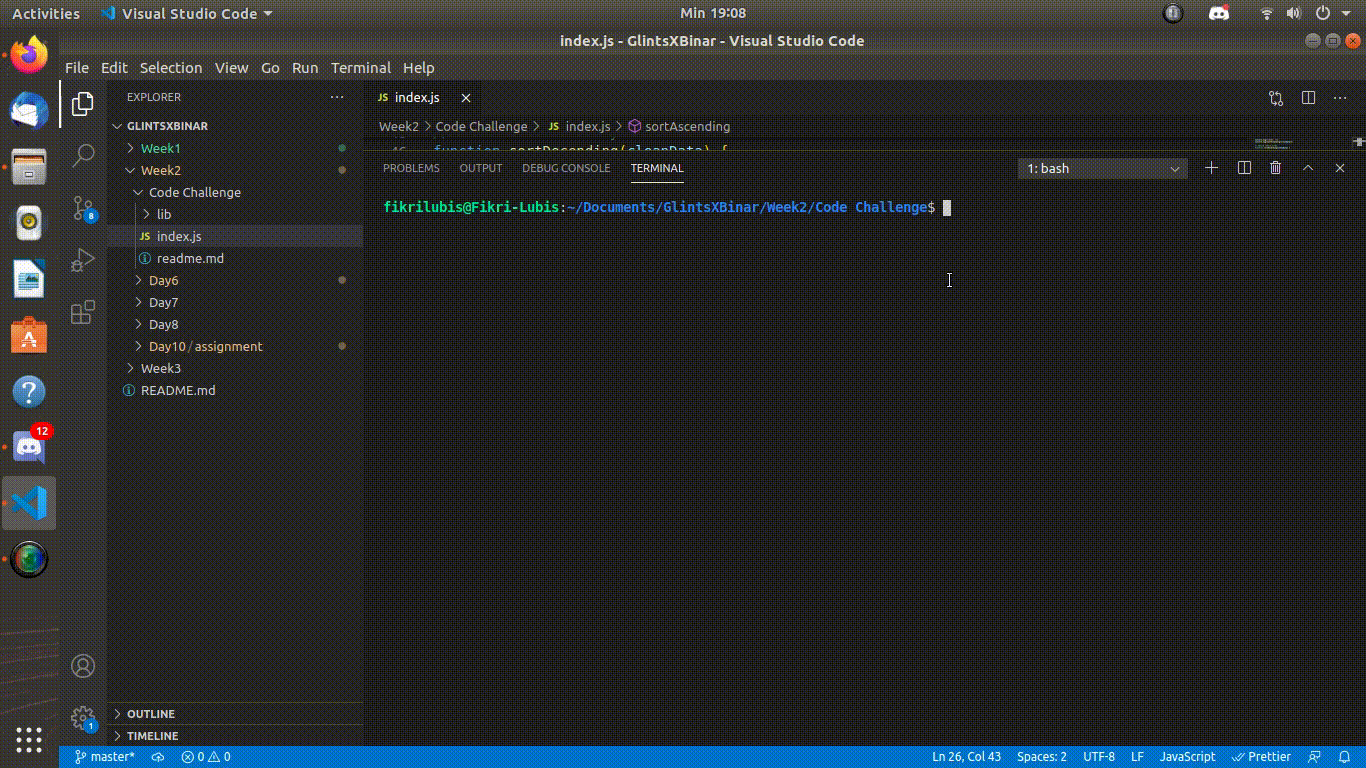 Activities Visual Studio Code Min 19:08
index.js - GlintsXBinar - Visual Studio Code
File Edit Selection View Go Run Terminal Help
EXPLORER
GLINTSXBINAR
Week1
Week2
Code Challenge
lib
JS index.js
readme.md
Day6
Day7
Day8
Day10 / assignment
Week3
README.md
OUTLINE
TIMELINE
12
8
1
JS index.js
Week2 > Code Challenge > JS index.js > sortAscending
46 function sortDecending(cleanData) {
PROBLEMS OUTPUT DEBUG CONSOLE TERMINAL 1: bash
fikrilubis@Fikri-Lubis:~/Documents/GlintsXBinar/Week2/Code Challenge$
master* 0 0 Ln 26, Col 43 Spaces: 2 UTF-8 LF JavaScript Prettier